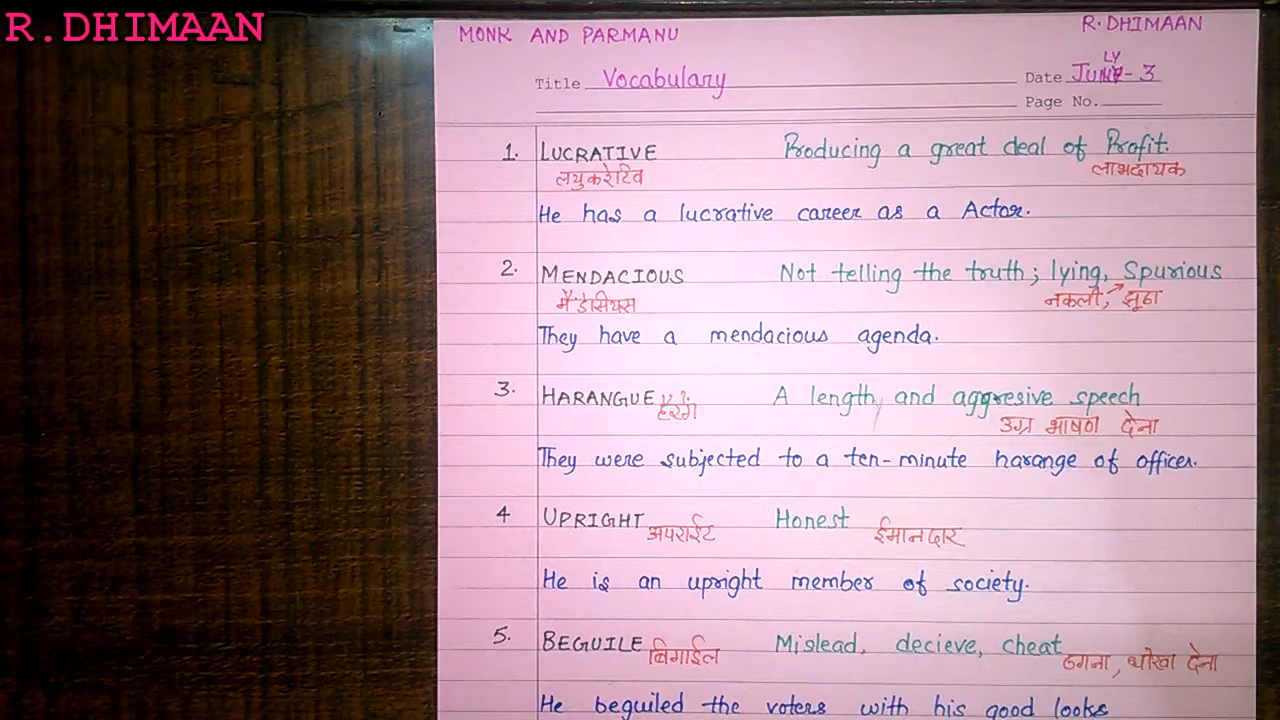 R.DHIMAAN
MONK AND PARMANU R.DHIMAAN
Title Vocabulary Date JULY-3
Page No.
1. LUCRATIVE Producing a great deal of Profit.
लयुकरेटिव लाभदायक
He has a lucrative career as a Actor.
2. MENDACIOUS Not telling the truth; lying, Spurious
मैंडेसियस नकली, झूठा
They have a mendacious agenda.
3. HARANGUE हैरेंग A length and aggresive speech
उग्र भाषण देना
They were subjected to a ten-minute harange of officer.
4 UPRIGHT अपराईट Honest ईमानदार
He is an upright member of society.
5. BEGUILE बिगाईल Mislead, decieve, cheat ठगना, धोखा देना
He beguiled the voters with his good looks